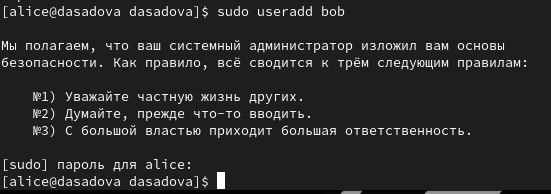 [alice@dasadova dasadova]$ sudo useradd bob
Мы полагаем, что ваш системный администратор изложил вам основы
безопасности. Как правило, всё сводится к трём следующим правилам:
№1) Уважайте частную жизнь других.
№2) Думайте, прежде что-то вводить.
№3) С большой властью приходит большая ответственность.
[sudo] пароль для alice:
[alice@dasadova dasadova]$